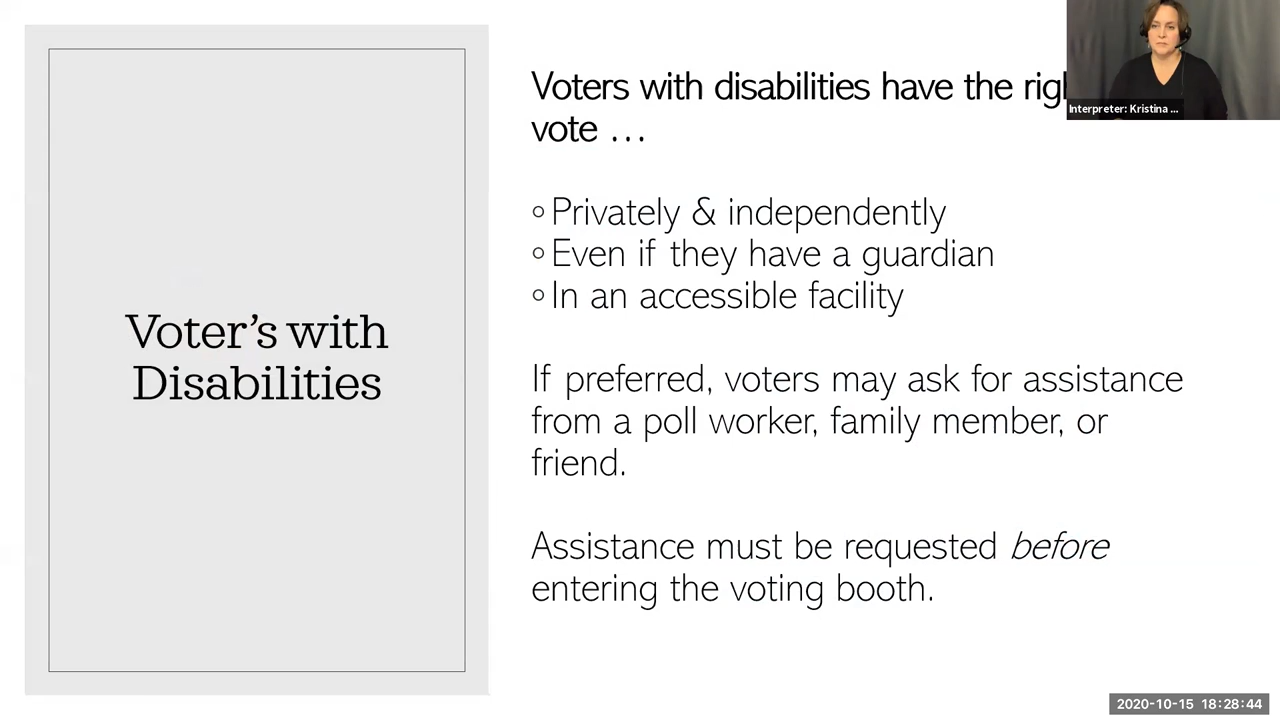 Voter's with
Disabilities
Voters with disabilities have the
vote …
◦ Privately & independently
◦ Even if they have a guardian
◦ In an accessible facility
If preferred, voters may ask for assistance
from a poll worker, family member, or
friend.
Assistance must be requested before
entering the voting booth.
Interpreter: Kristina ...
2020-10-15 18:28:44